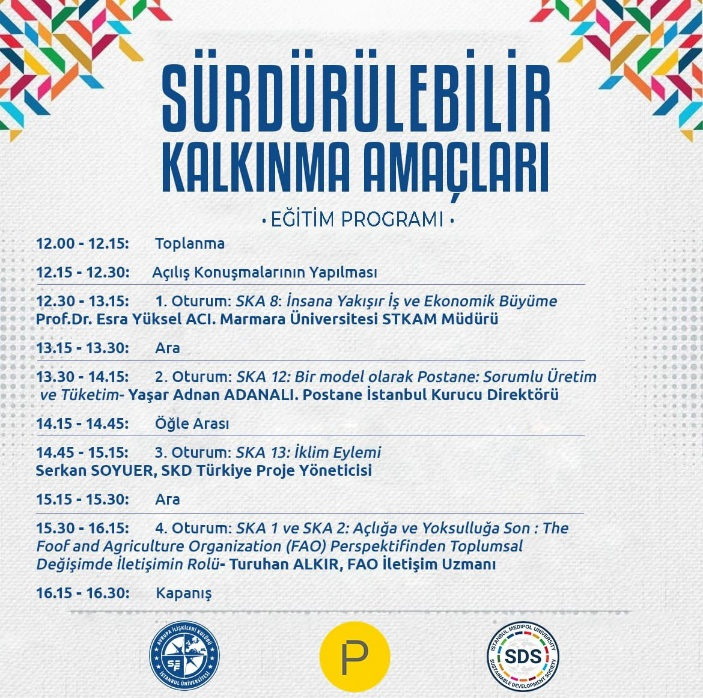 SÜRDÜRÜLEBİLİR
KALKINMA AMAÇLARI
• EĞİTİM PROGRAMI •
12.00 - 12.15: Toplanma
12.15 - 12.30: Açılış Konuşmalarının Yapılması
12.30 - 13.15: 1. Oturum: SKA 8: İnsana Yakışır İş ve Ekonomik Büyüme
Prof.Dr. Esra Yüksel ACI. Marmara Üniversitesi STKAM Müdürü
13.15 - 13.30: Ara
13.30 - 14.15: 2. Oturum: SKA 12: Bir model olarak Postane: Sorumlu Üretim
ve Tüketim- Yaşar Adnan ADANALI. Postane İstanbul Kurucu Direktörü
14.15 - 14.45: Öğle Arası
14.45 - 15.15: 3. Oturum: SKA 13: İklim Eylemi
Serkan SOYUER, SKD Türkiye Proje Yöneticisi
15.15 - 15.30: Ara
15.30 - 16.15: 4. Oturum: SKA 1 ve SKA 2: Açlığa ve Yoksulluğa Son : The
Foof and Agriculture Organization (FAO) Perspektifinden Toplumsal
Değişimde İletişimin Rolü- Turuhan ALKIR, FAO İletişim Uzmanı
16.15 - 16.30: Kapanış
AVRUPA İLİŞKİLERİ KULÜBÜ
İSTANBUL ÜNİVERSİTESİ
P
ISTANBUL MEDIPOL UNIVERSITY
SDS
SUSTAINABLE DEVELOPMENT SOCIETY